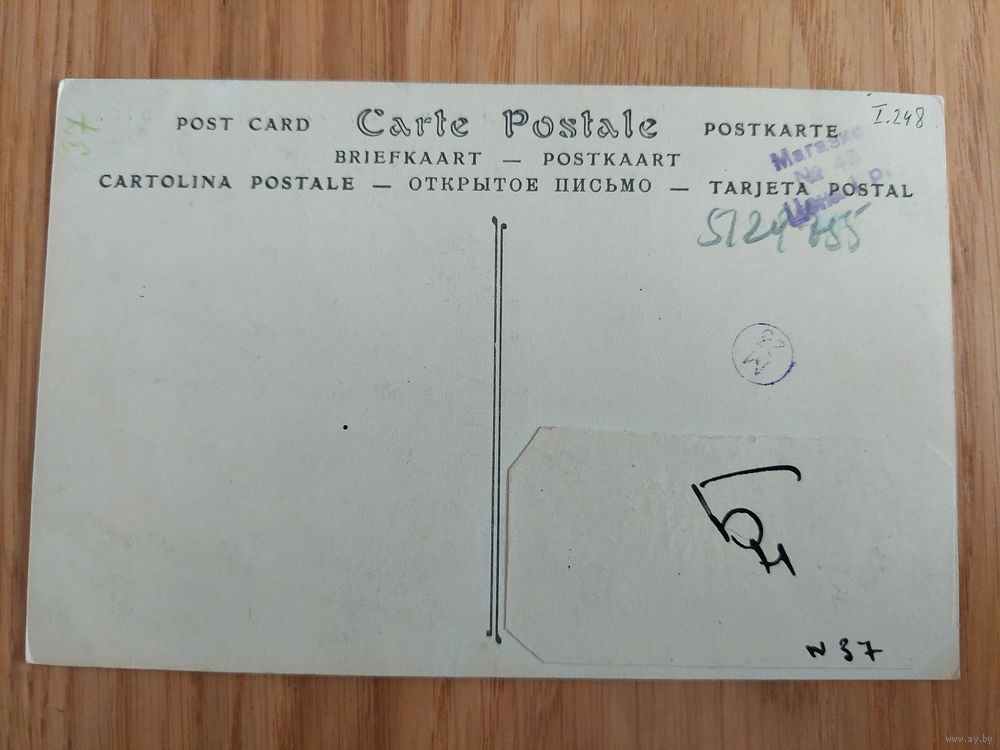 37
I.248
POST CARD Carte Postale POSTKARTE
BRIEFKAART — POSTKAART
CARTOLINA POSTALE — ОТКРЫТОЕ ПИСЬМО — TARJETA POSTAL
№ 45
N 37
www.ay.by